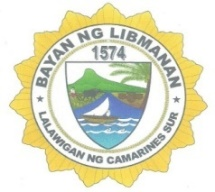 BAYAN NG LIBMANAN
1574
LALAWIGAN NG CAMARINES SUR